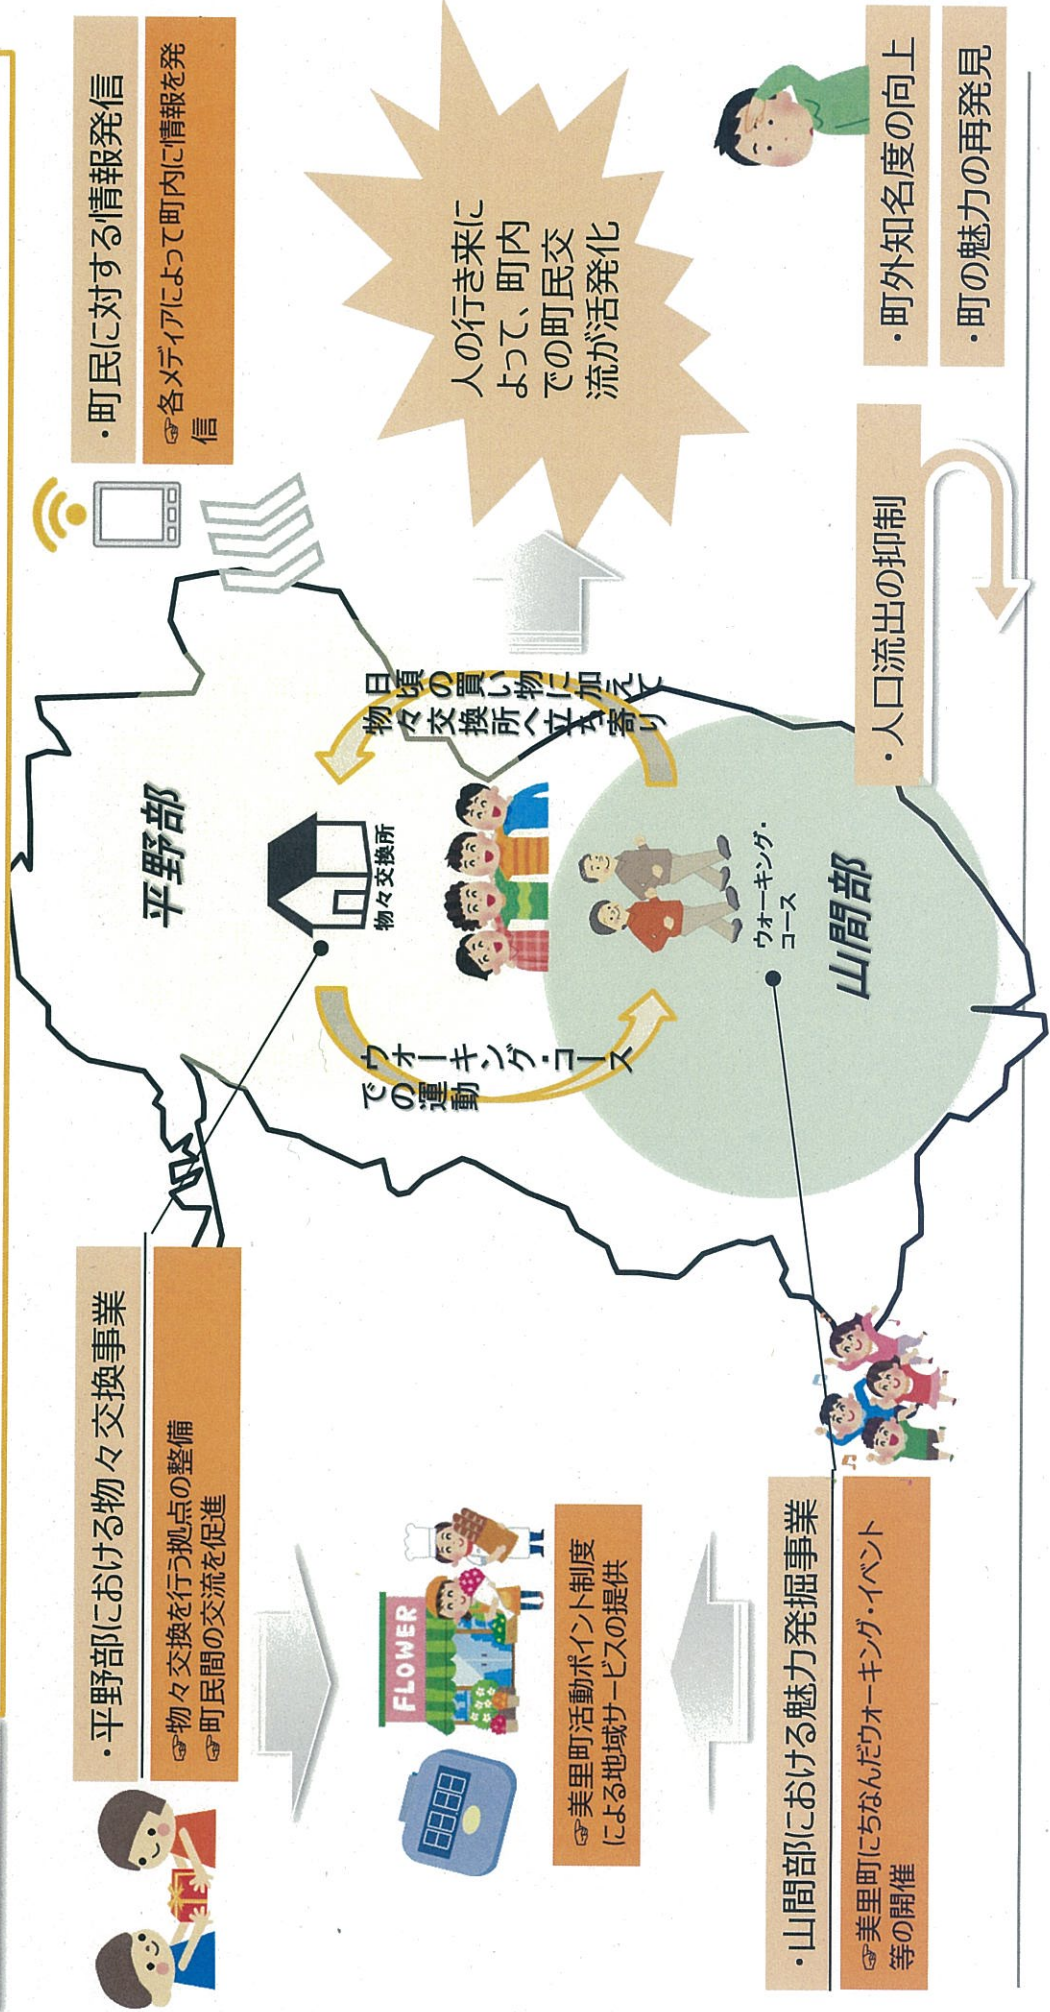 ・平野部における物々交換事業
☞物々交換を行う拠点の整備
☞町民間の交流を促進
FLOWER
☞美里町活動ポイント制度
による地域サービスの提供
・山間部における魅力発掘事業
☞美里町にちなんだウォーキング・イベント
等の開催
平野部
物々交換所
ウォーキング・コース
での運動
日頃の買い物に加えて
物々交換所へ立ち寄り
ウォーキング・
コース
山間部
・町民に対する情報発信
☞各メディアによって町内に情報を発
信
人の行き来に
よって、町内
での町民交
流が活発化
・人口流出の抑制
・町外知名度の向上
・町の魅力の再発見